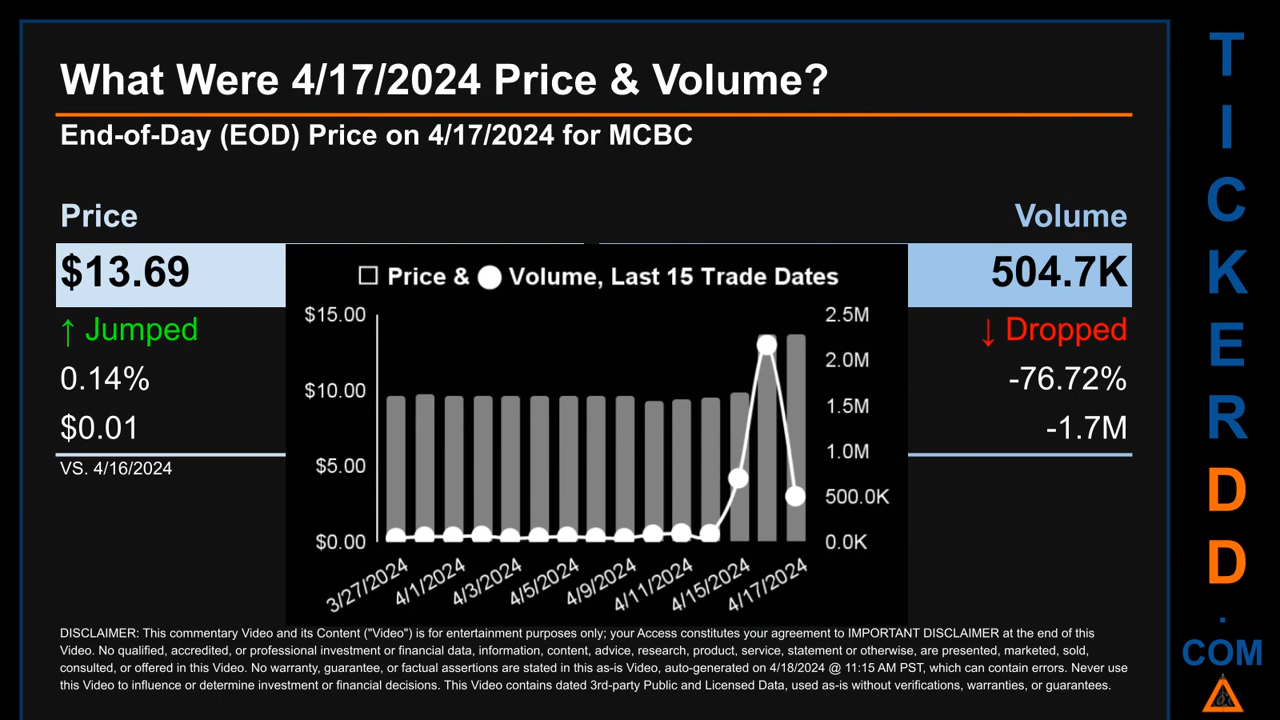 What Were 4/17/2024 Price & Volume?
End-of-Day (EOD) Price on 4/17/2024 for MCBC
Price
Volume
$13.69
504.7K
↑ Jumped
↓ Dropped
0.14%
-76.72%
$0.01
-1.7M
VS. 4/16/2024
Price & Volume, Last 15 Trade Dates
$15.00
$10.00
$5.00
$0.00
2.5M
2.0M
1.5M
1.0M
500.0K
0.0K
3/27/2024
4/1/2024
4/3/2024
4/5/2024
4/9/2024
4/11/2024
4/15/2024
4/17/2024
DISCLAIMER: This commentary Video and its Content ("Video") is for entertainment purposes only; your Access constitutes your agreement to IMPORTANT DISCLAIMER at the end of this
Video. No qualified, accredited, or professional investment or financial data, information, content, advice, research, product, service, statement or otherwise, are presented, marketed, sold,
consulted, or offered in this Video. No warranty, guarantee, or factual assertions are stated in this as-is Video, auto-generated on 4/18/2024 @ 11:15 AM PST, which can contain errors. Never use
this Video to influence or determine investment or financial decisions. This Video contains dated 3rd-party Public and Licensed Data, used as-is without verifications, warranties, or guarantees.
TICKERDD
.
COM